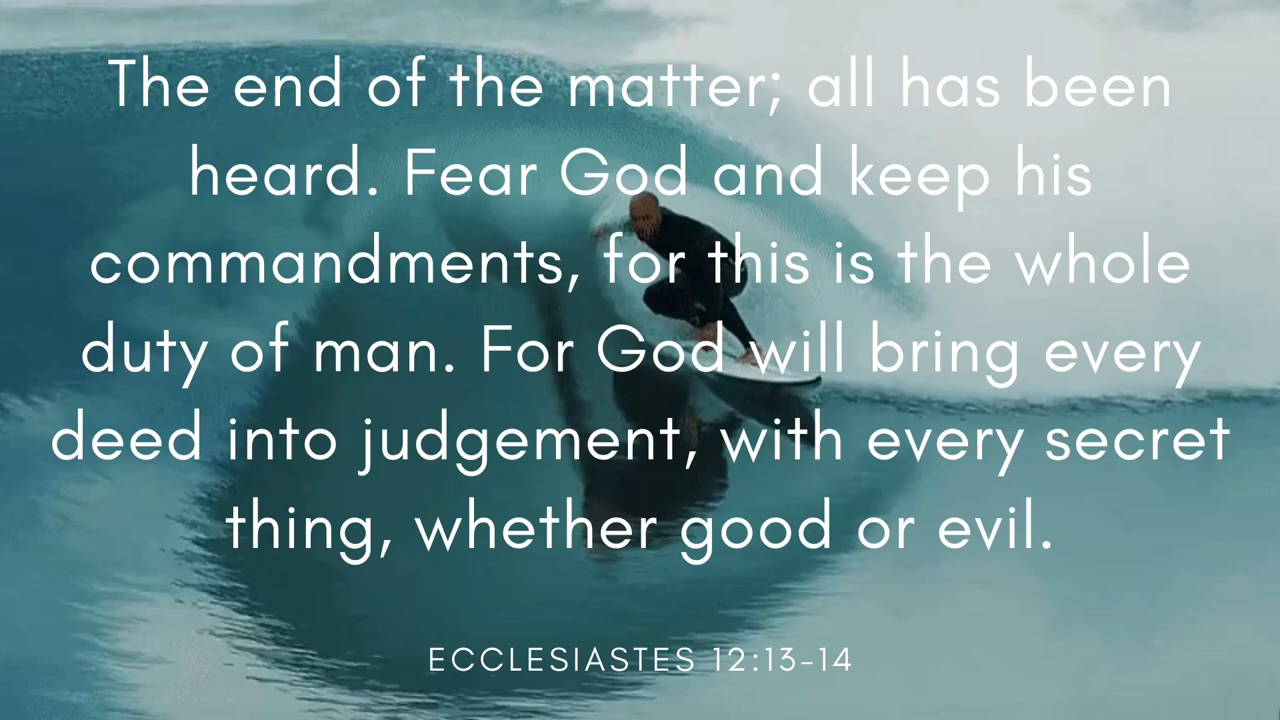 The end of the matter; all has been
heard. Fear God and keep his
commandments, for this is the whole
duty of man. For God will bring every
deed into judgement, with every secret
thing, whether good or evil.
ECCLESIASTES 12:13-14